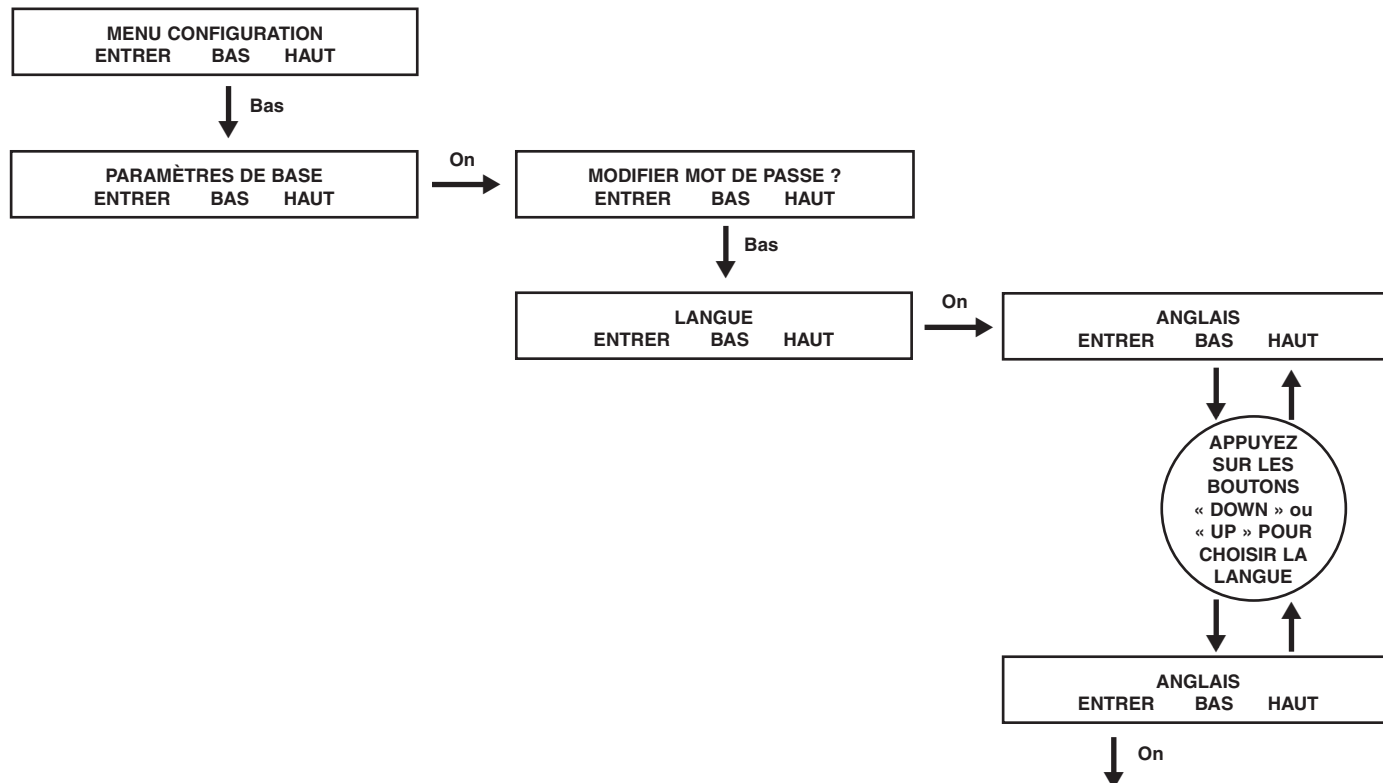 MENU CONFIGURATION
ENTRER BAS HAUT
Bas
PARAMÈTRES DE BASE
ENTRER BAS HAUT
On
MODIFIER MOT DE PASSE ?
ENTRER BAS HAUT
Bas
LANGUE
ENTRER BAS HAUT
On
ANGLAIS
ENTRER BAS HAUT
APPUYEZ
SUR LES
BOUTONS
« DOWN » ou
« UP » POUR
CHOISIR LA
LANGUE
ANGLAIS
ENTRER BAS HAUT
On